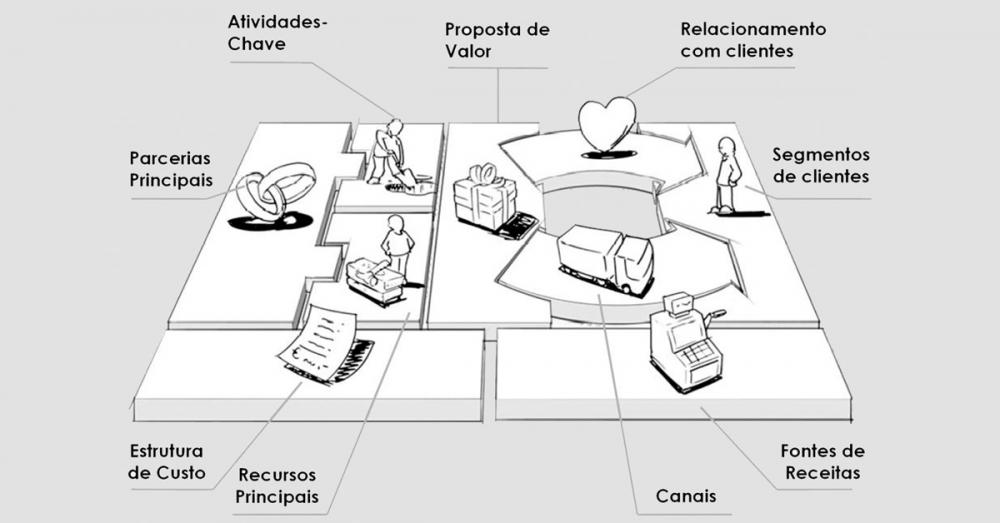 Atividades-
Chave
Proposta de
Valor
Relacionamento
com clientes
Parcerias
Principais
Segmentos
de clientes
Estrutura
de Custo
Recursos
Principais
Canais
Fontes de
Receitas